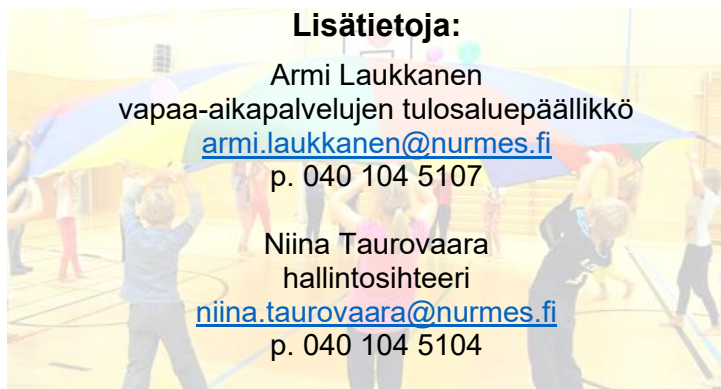 Lisätietoja:
Armi Laukkanen
vapaa-aikapalvelujen tulosaluepäällikkö
armi.laukkanen@nurmes.fi
p. 040 104 5107
Niina Taurovaara
hallintosihteeri
niina.taurovaara@nurmes.fi
p. 040 104 5104